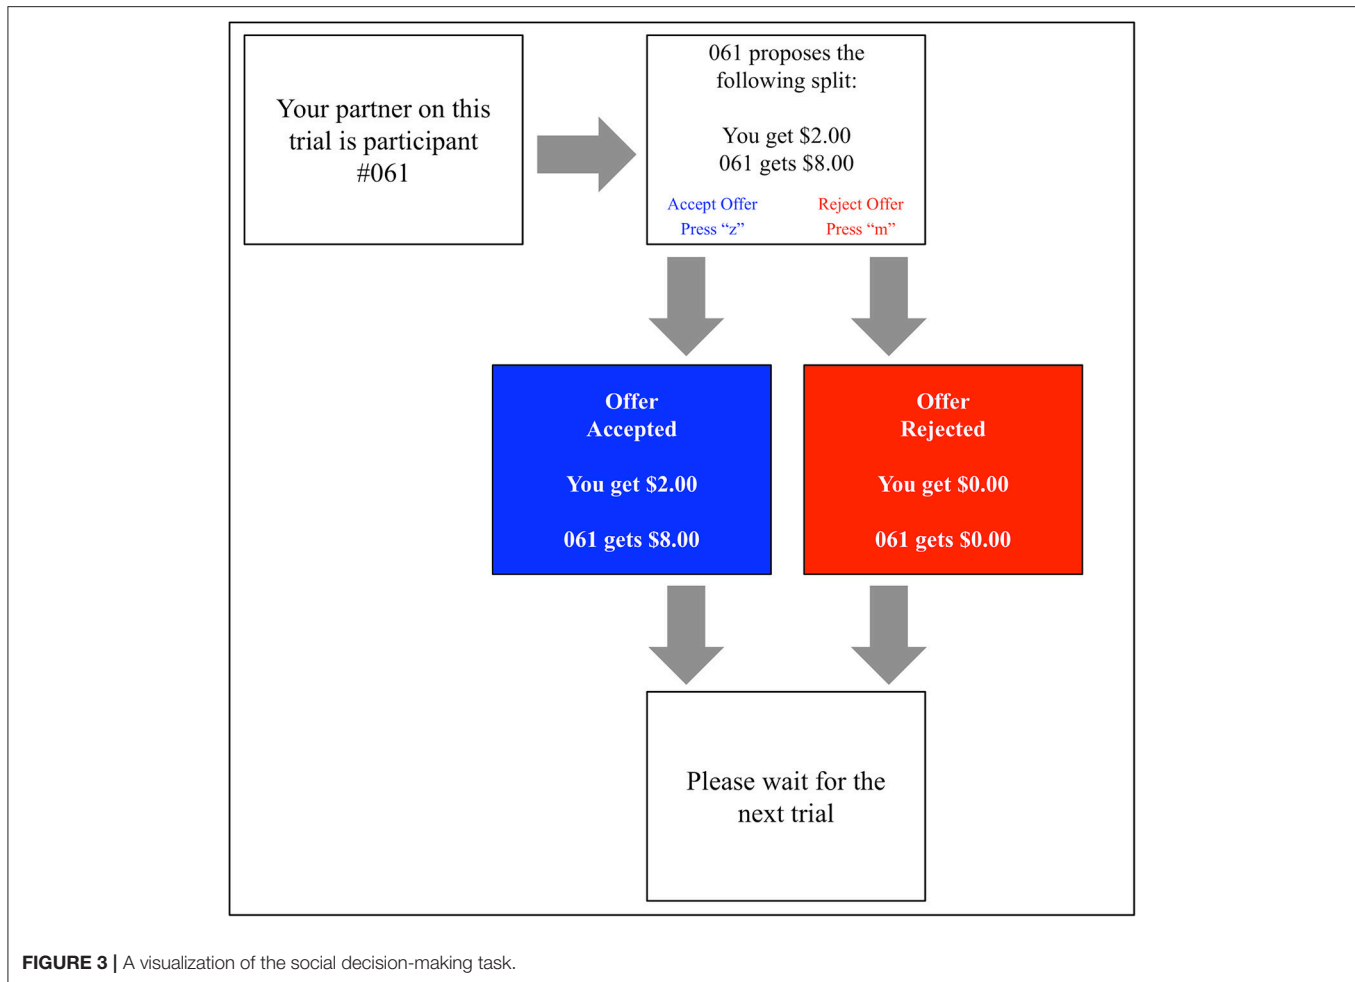 Your partner on this
trial is participant
#061
061 proposes the
following split:
You get $2.00
061 gets $8.00
Accept Offer
Press “z”
Reject Offer
Press “m”
Offer
Accepted
You get $2.00
061 gets $8.00
Offer
Rejected
You get $0.00
061 gets $0.00
Please wait for the
next trial
FIGURE 3 | A visualization of the social decision-making task.